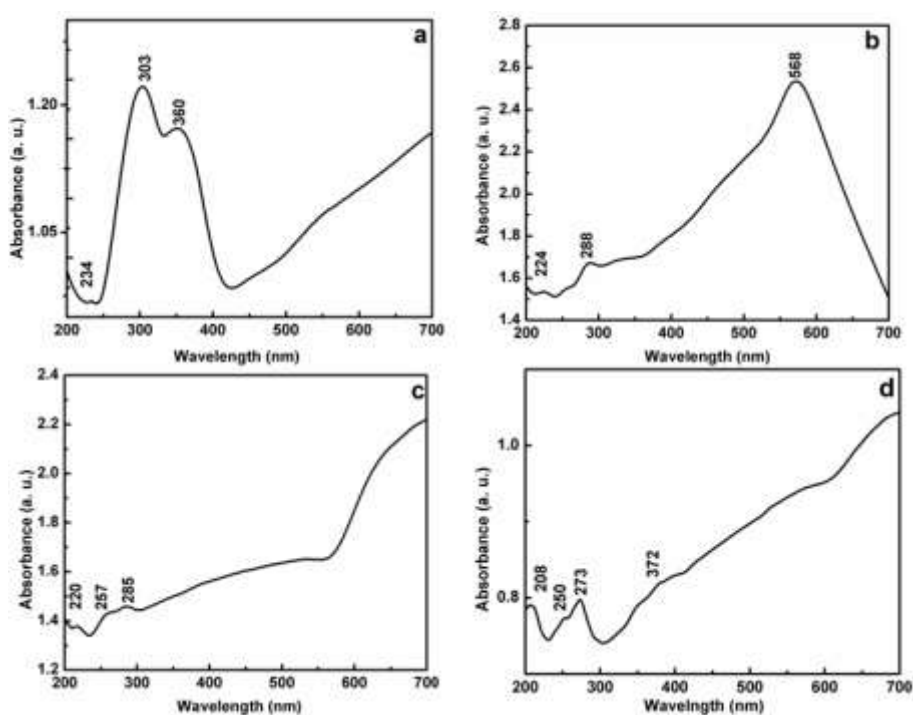 a
303
360
234
1.20
1.05
Absorbance (a. u.)
200 300 400 500 600 700
Wavelength (nm)
b
568
288
224
2.8
2.6
2.4
2.2
2.0
1.8
1.6
1.4
Absorbance (a. u.)
200 300 400 500 600 700
Wavelength (nm)
c
220
257
285
2.4
2.2
2.0
1.8
1.6
1.4
1.2
Absorbance (a. u.)
200 300 400 500 600 700
Wavelength (nm)
d
208
250
273
372
1.0
0.8
Absorbance (a. u.)
200 300 400 500 600 700
Wavelnght (nm)